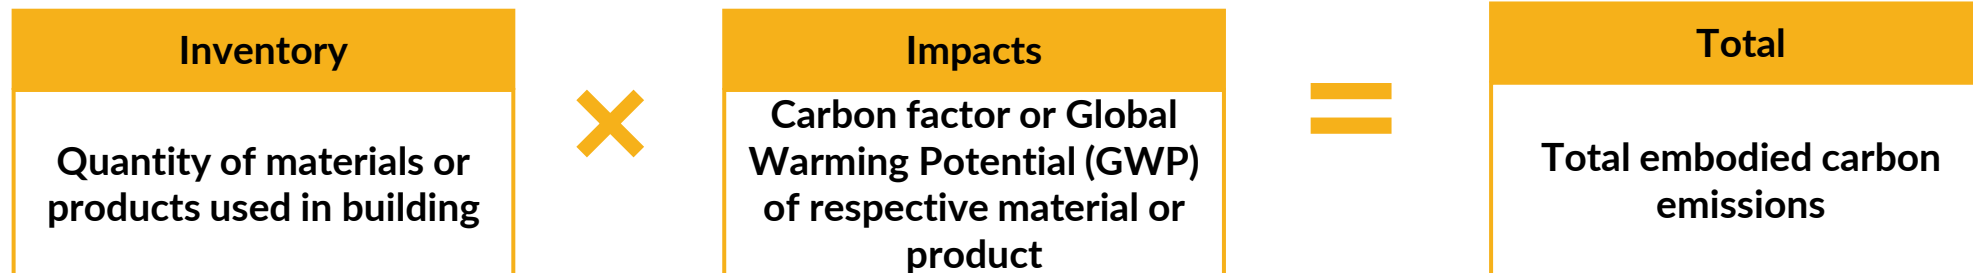 Inventory
Quantity of materials or
products used in building
×
Impacts
Carbon factor or Global
Warming Potential (GWP)
of respective material or
product
=
Total
Total embodied carbon
emissions